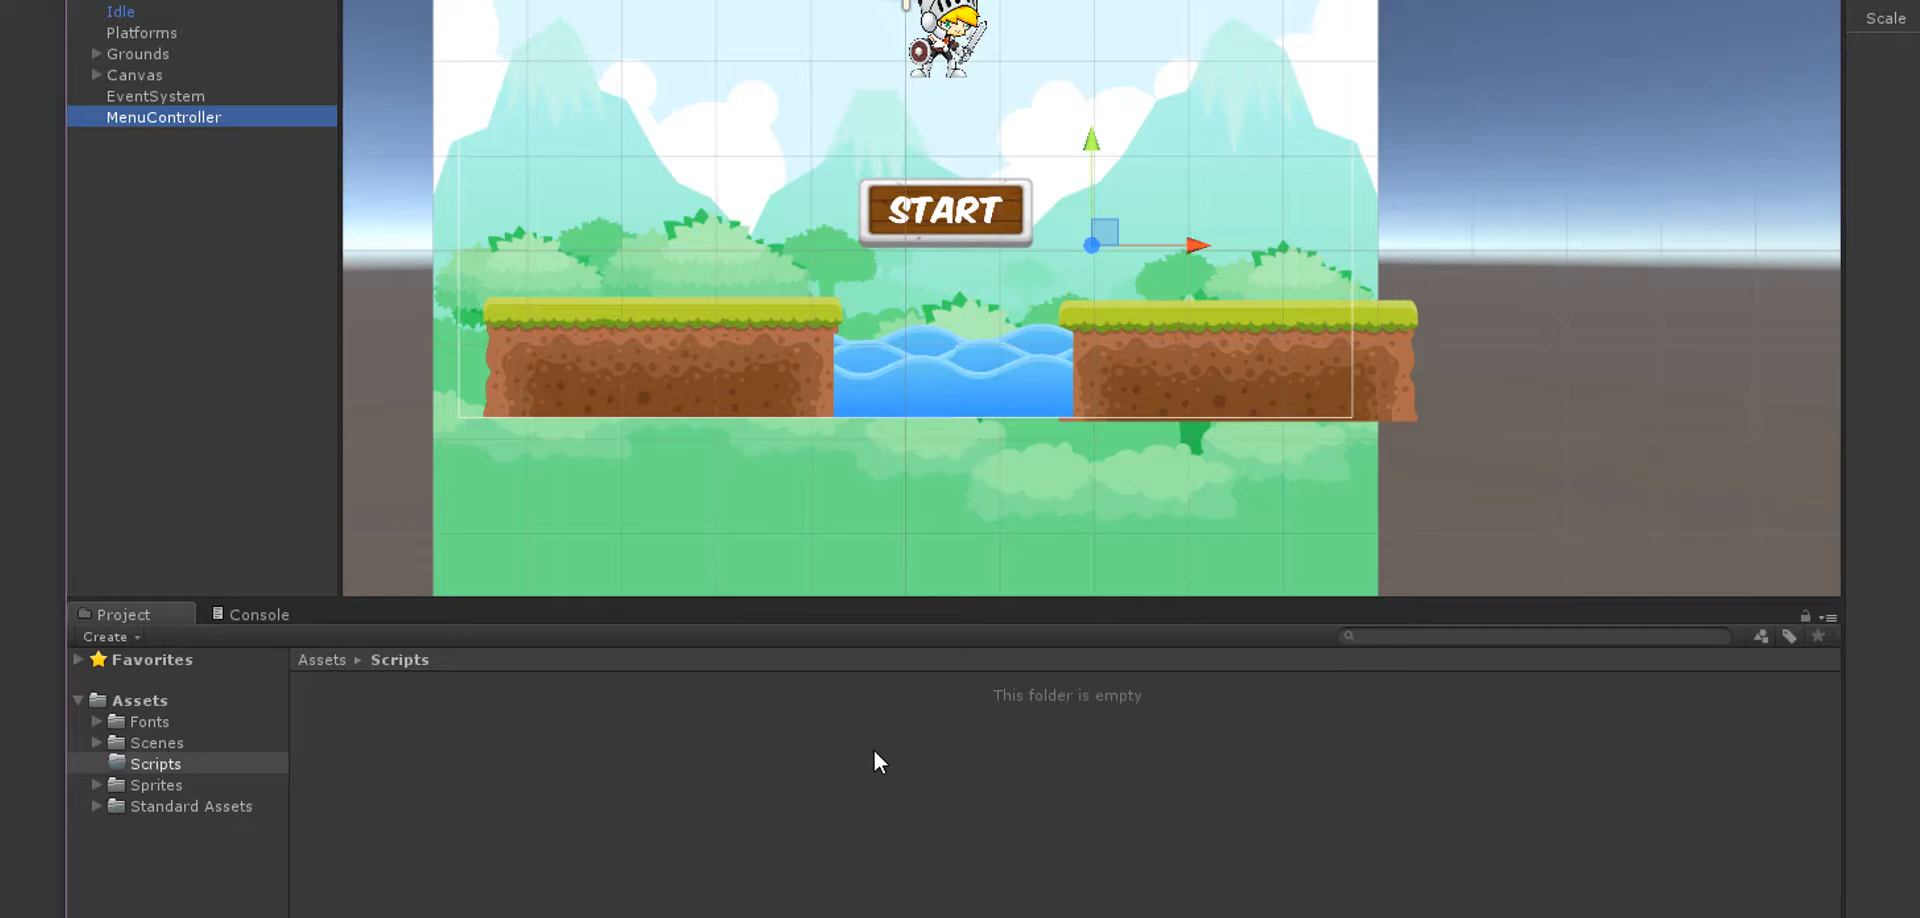 Idle
Platforms
Grounds
Canvas
EventSystem
MenuController
Scale
START
Project
Console
Create
Favorites
Assets
Fonts
Scenes
Scripts
Sprites
Standard Assets
Assets Scripts
This folder is empty